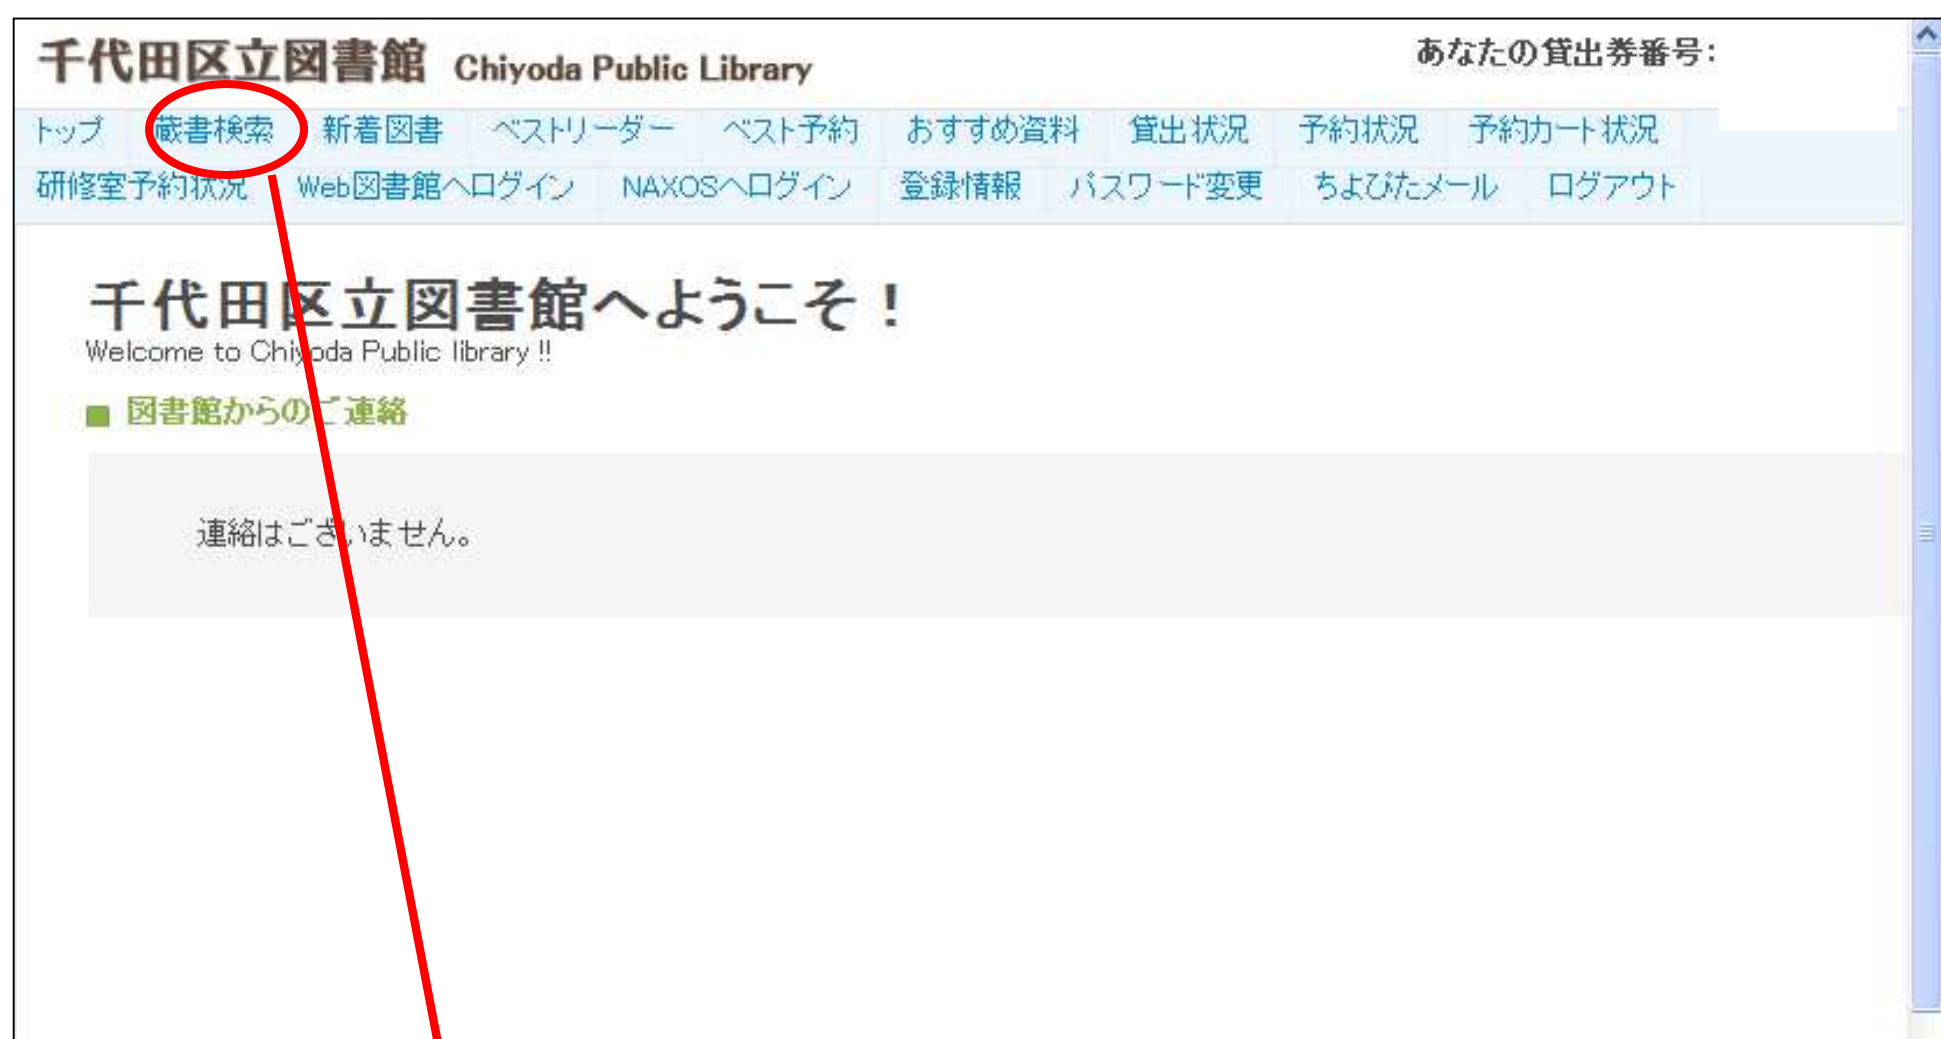 千代田区立図書館 Chiyoda Public Library あなたの貸出券番号:
トップ 蔵書検索 新着図書 ベストリーダー ベスト予約 おすすめ資料 貸出状況 予約状況 予約カート状況
研修室予約状況 Web図書館へログイン NAXOSへログイン 登録情報 パスワード変更 ちよぴたメール ログアウト
千代田区立図書館へようこそ！
Welcome to Chiyoda Public library !!
■ 図書館からのご連絡
連絡はございません。